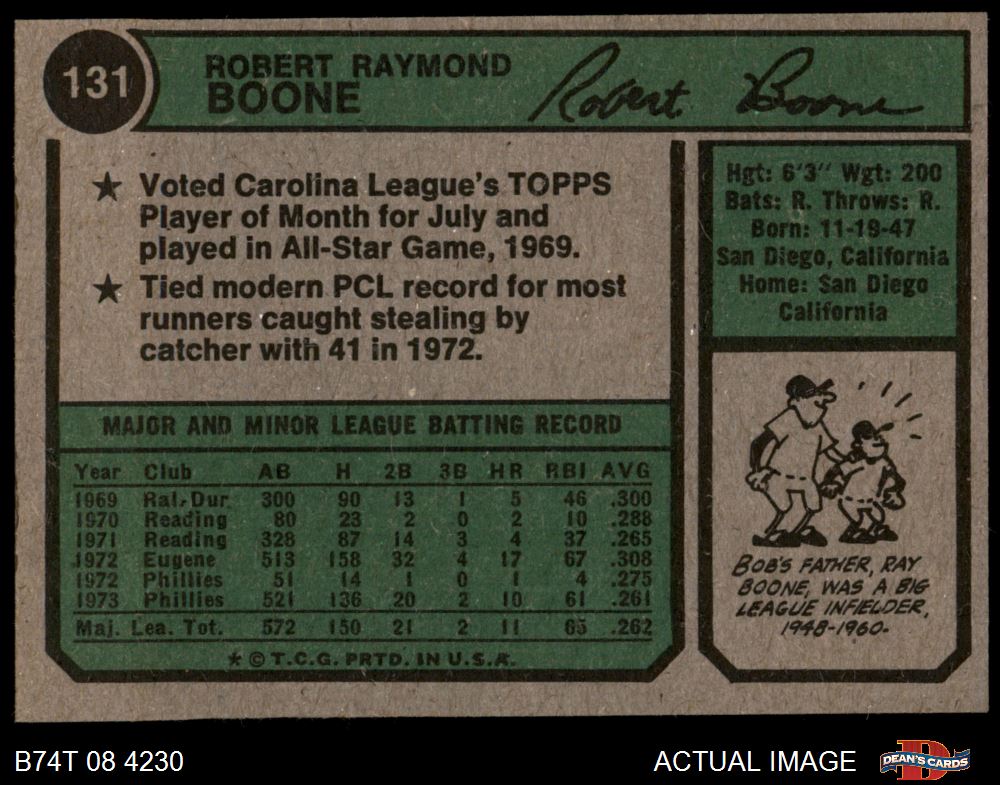 131
ROBERT RAYMOND
BOONE
Robert Boone
★ Voted Carolina League's TOPPS
Player of Month for July and
played in All-Star Game, 1969.
★ Tied modern PCL record for most
runners caught stealing by
catcher with 41 in 1972.
Hgt: 6'3" Wgt: 200
Bats: R. Throws: R.
Born: 11-19-47
San Diego, California
Home: San Diego
California
MAJOR AND MINOR LEAGUE BATTING RECORD
Year Club AB H 2B 3B HR RBI AVG
1969 Ral-Dur. 300 90 13 1 5 46 .300
1970 Reading 80 23 2 0 2 10 .288
1971 Reading 328 87 14 3 4 37 .265
1972 Eugene 513 158 32 4 17 67 .308
1972 Phillies 51 14 1 0 1 4 .275
1973 Phillies 521 136 20 2 10 61 .261
Maj. Lea. Tot. 572 150 21 2 11 65 .262
★ © T.C.G. PRTD. IN U.S.A.
BOB'S FATHER, RAY
BOONE, WAS A BIG
LEAGUE INFIELDER,
1948-1960.
B74T 08 4230
ACTUAL IMAGE
DEAN'S CARDS